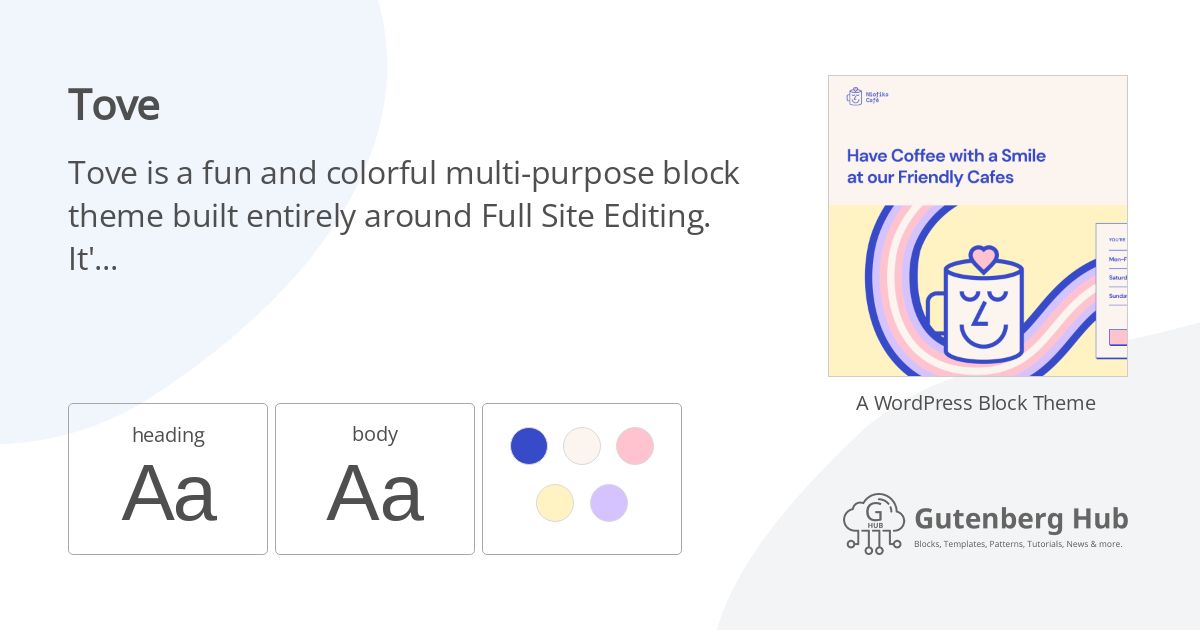 Tove
Tove is a fun and colorful multi-purpose block
theme built entirely around Full Site Editing.
It'...
heading
Aa
body
Aa
Niofika
Café
Have Coffee with a Smile
at our Friendly Cafes
YOU'RE
Mon-F
Saturd
Sunda
A WordPress Block Theme
G
HUB
Gutenberg Hub
Blocks, Templates, Patterns, Tutorials, News & more.